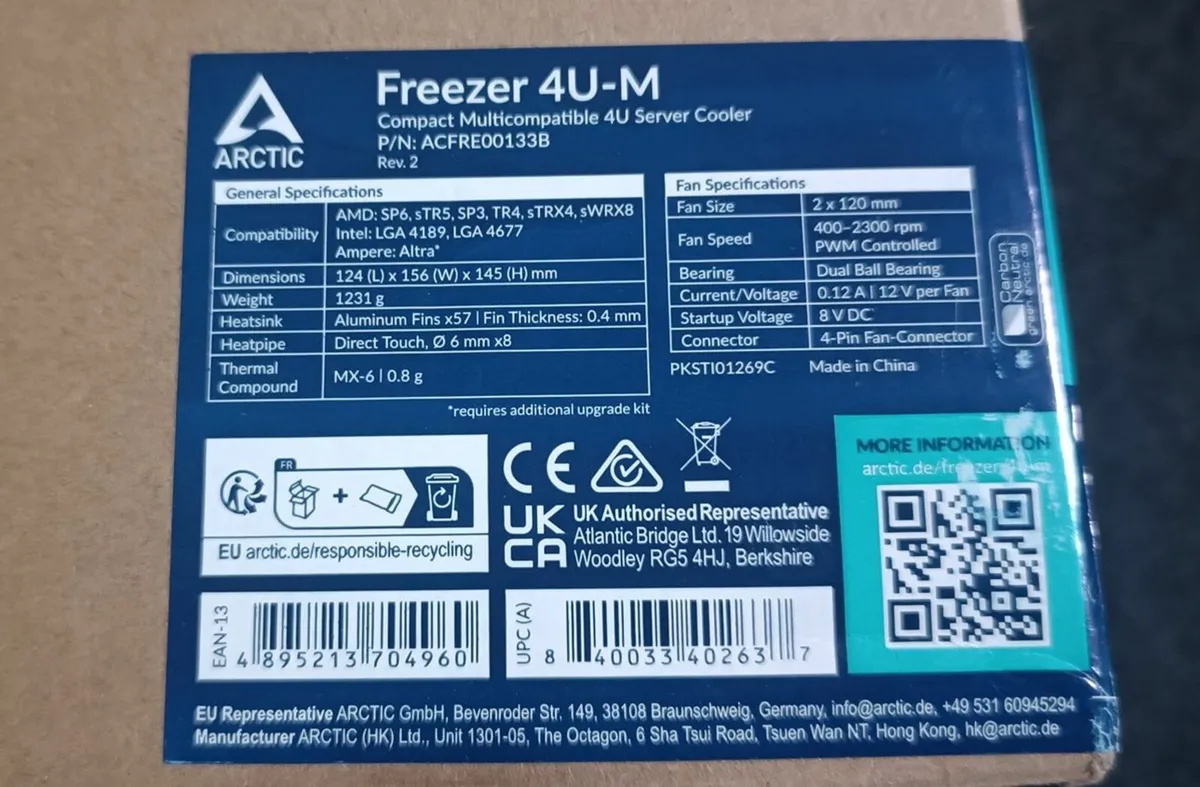 ARCTIC
Freezer 4U-M
Compact Multicompatible 4U Server Cooler
P/N: ACFRE00133B
Rev. 2
General Specifications
Compatibility
AMD: SP6, sTR5, SP3, TR4, sTRX4, sWRX8
Intel: LGA 4189, LGA 4677
Ampere: Altra*
Dimensions 124 (L) x 156 (W) x 145 (H) mm
Weight 1231 g
Heatsink Aluminum Fins x57 | Fin Thickness: 0.4 mm
Heatpipe Direct Touch, Ø 6 mm x8
Thermal
Compound
MX-6 | 0.8 g
*requires additional upgrade kit
Fan Specifications
Fan Size 2 x 120 mm
Fan Speed
400–2300 rpm
PWM Controlled
Bearing Dual Ball Bearing
Current/Voltage 0.12 A | 12 V per Fan
Startup Voltage 8 V DC
Connector 4-Pin Fan-Connector
PKSTI01269C Made in China
Carbon
Neutral
green.arctic.de
FR
+
EU arctic.de/responsible-recycling
CE
UK
CA
UK Authorised Representative
Atlantic Bridge Ltd. 19 Willowside
Woodley RG5 4HJ, Berkshire
MORE INFORMATION
arctic.de/freezer-4u-m
EAN-13
4 895213 704960
UPC (A)
8 40033 40263 7
EU Representative ARCTIC GmbH, Bevenroder Str, 149, 38108 Braunschweig, Germany, info@arctic.de, +49 531 60945294
Manufacturer ARCTIC (HK) Ltd., Unit 1301-05, The Octagon, 6 Sha Tsui Road, Tsuen Wan NT, Hong Kong, hk@arctic.de